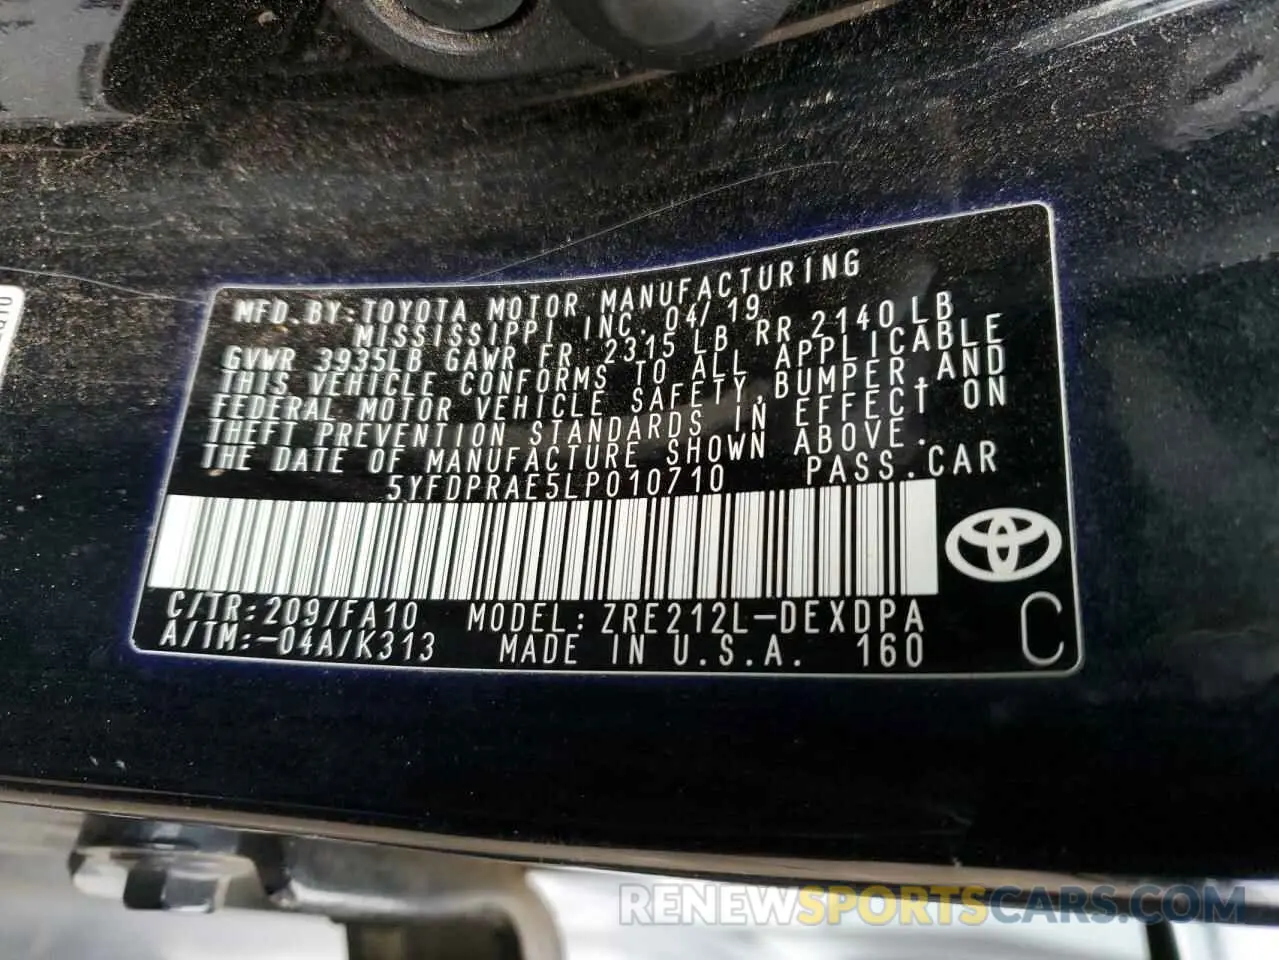 MFD. BY: TOYOTA MOTOR MANUFACTURING
MISSISSIPPI INC. 04/19
GVWR 3935LB GAWR FR 2315 LB RR 2140 LB
THIS VEHICLE CONFORMS TO ALL APPLICABLE
FEDERAL MOTOR VEHICLE SAFETY, BUMPER, AND
THEFT PREVENTION STANDARDS IN EFFECT ON
THE DATE OF MANUFACTURE SHOWN ABOVE.
5YFDPRAE5LP010710 PASS. CAR
C/TR: 209/FA10 MODEL: ZRE212L-DEXDPA
A/TM: -04A/K313 MADE IN U.S.A. 160
C
RENEWSPORTSCARS.COM